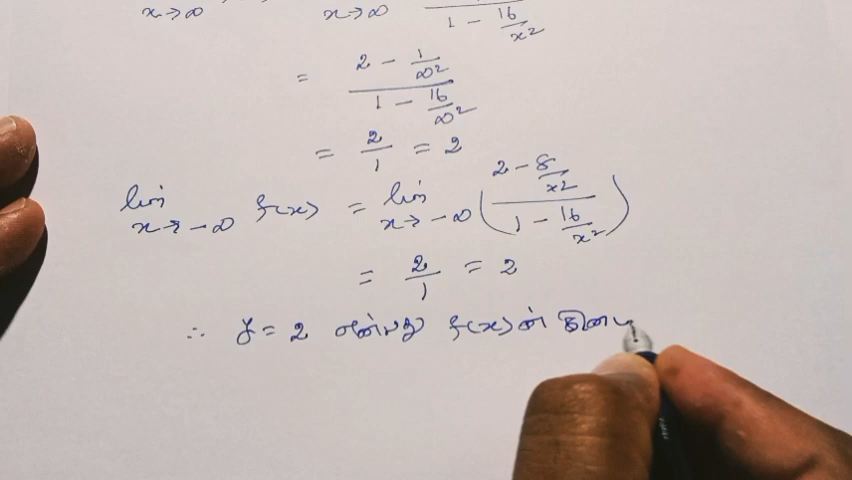 x→∞ x→∞ 1 - 16/x²
= (2 - 1/∞²)/(1 - 16/∞²)
= 2/1 = 2
lim x→-∞ f(x) = lim x→-∞ ((2 - 8/x²)/(1 - 16/x²))
= 2/1 = 2
∴ y = 2 என்பது f(x)ன்